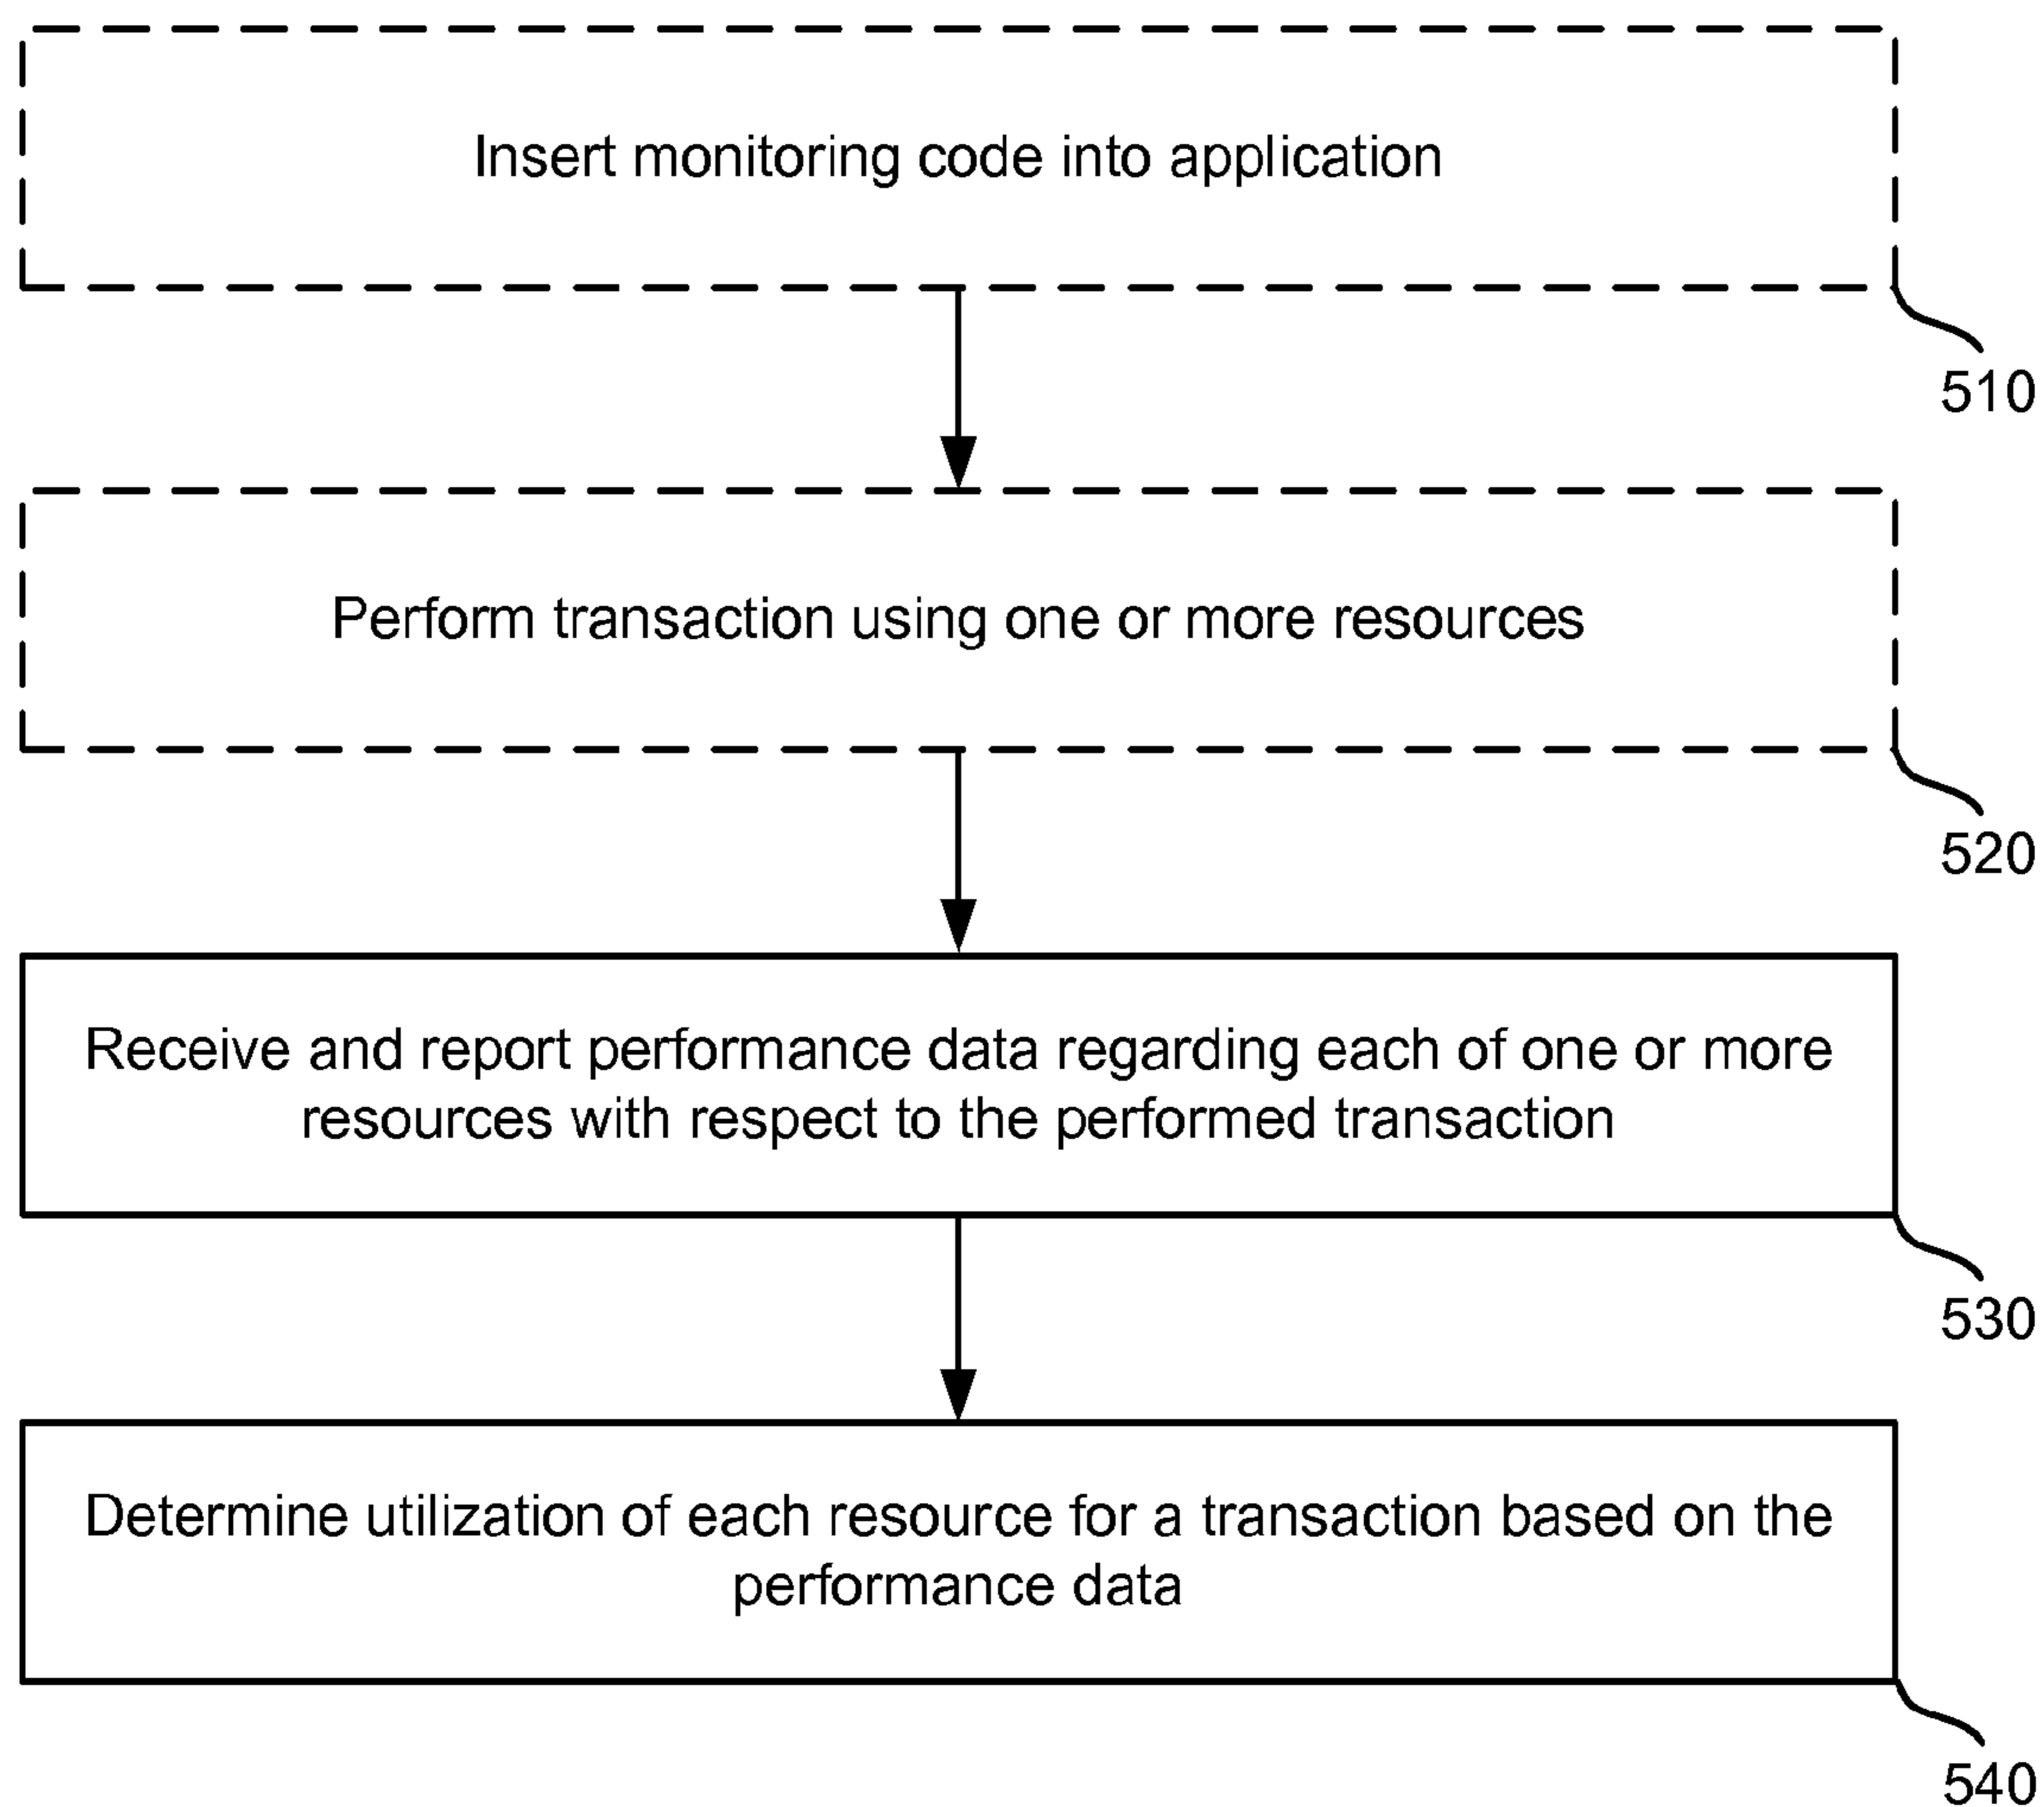 Insert monitoring code into application
510
Perform transaction using one or more resources
520
Receive and report performance data regarding each of one or more
resources with respect to the performed transaction
530
Determine utilization of each resource for a transaction based on the
performance data
540